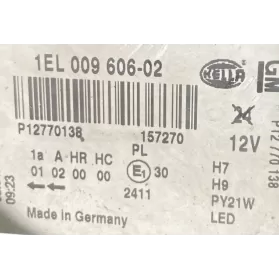 1EL 009 606-02
HELLA
GM
P12770138
157270
24
12V
1a A HR HC
PL
01 02 00 00
E1 30
2411
H7
H9
PY21W
LED
Made in Germany
09:23
P12 770 138